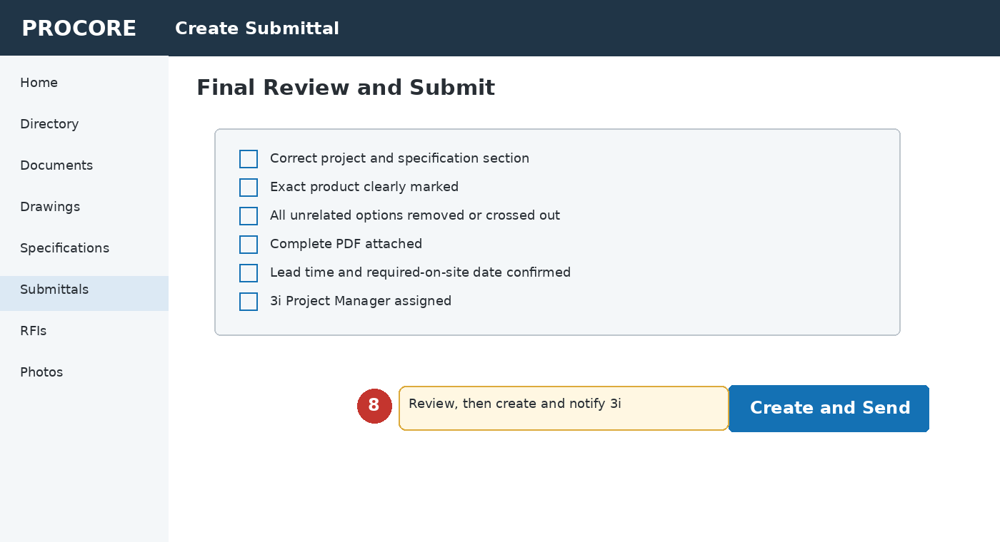 PROCORE
Create Submittal
Home
Directory
Documents
Drawings
Specifications
Submittals
RFIs
Photos
Final Review and Submit
Correct project and specification section
Exact product clearly marked
All unrelated options removed or crossed out
Complete PDF attached
Lead time and required-on-site date confirmed
3i Project Manager assigned
8
Review, then create and notify 3i
Create and Send